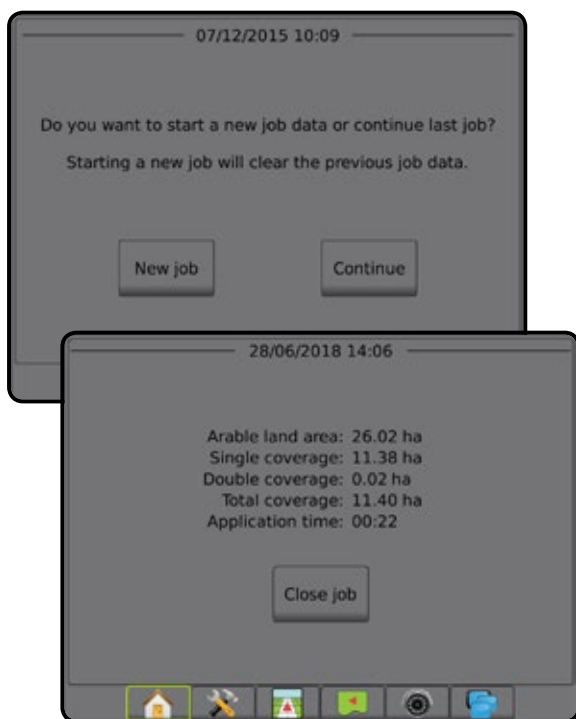 07/12/2015 10:09
Do you want to start a new job data or continue last job?
Starting a new job will clear the previous job data.
New job Continue
28/06/2018 14:06
Arable land area: 26.02 ha
Single coverage: 11.38 ha
Double coverage: 0.02 ha
Total coverage: 11.40 ha
Application time: 00:22
Close job